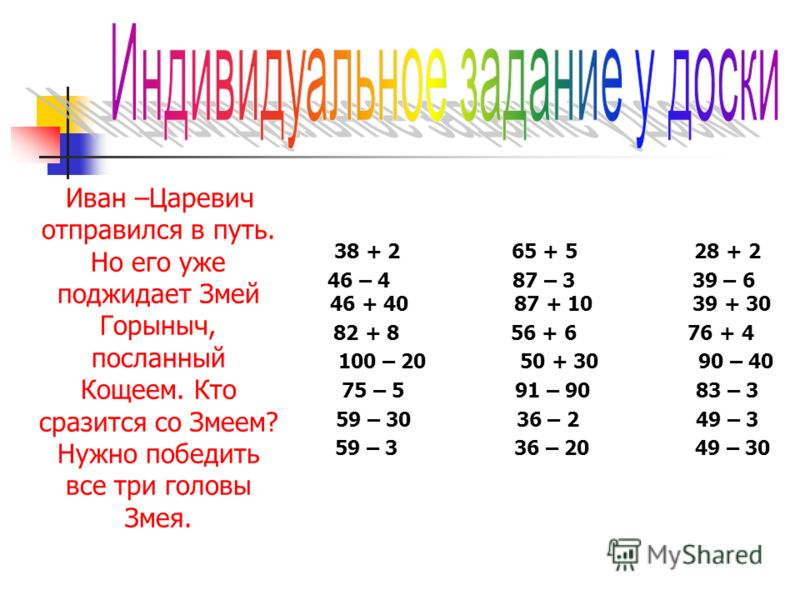 Индивидуальное задание у доски
Иван –Царевич
отправился в путь.
Но его уже
поджидает Змей
Горыныч,
посланный
Кощеем. Кто
сразится со Змеем?
Нужно победить
все три головы
Змея.
38 + 2 65 + 5 28 + 2
46 – 4 87 – 3 39 – 6
46 + 40 87 + 10 39 + 30
82 + 8 56 + 6 76 + 4
100 – 20 50 + 30 90 – 40
75 – 5 91 – 90 83 – 3
59 – 30 36 – 2 49 – 3
59 – 3 36 – 20 49 – 30
MyShared